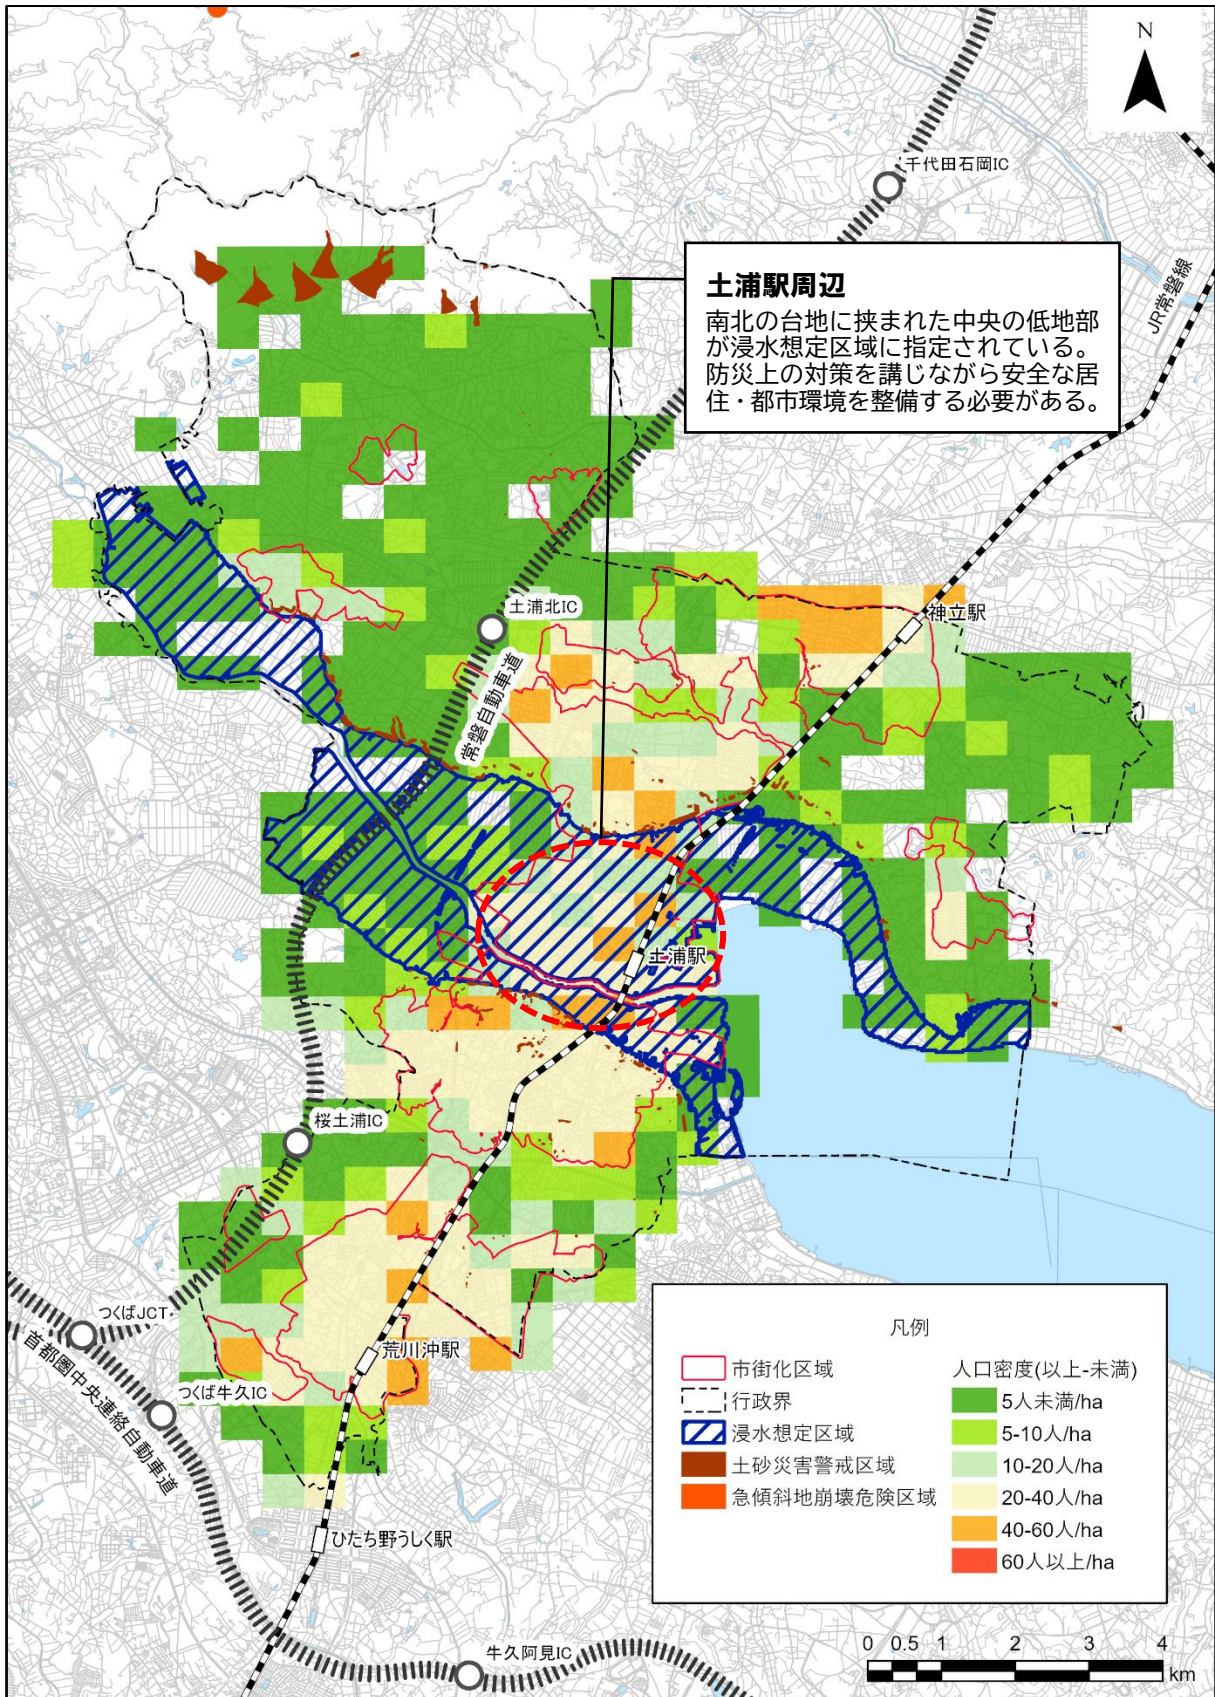 N
千代田石岡IC
JR常磐線
土浦駅周辺
南北の台地に挟まれた中央の低地部
が浸水想定区域に指定されている。
防災上の対策を講じながら安全な居
住・都市環境を整備する必要がある。
土浦北IC
神立駅
常磐自動車道
土浦駅
桜土浦IC
つくばJCT
首都圏中央連絡自動車道
つくば牛久IC
荒川沖駅
ひたち野うしく駅
牛久阿見IC
凡例
市街化区域
行政界
浸水想定区域
土砂災害警戒区域
急傾斜地崩壊危険区域
人口密度(以上-未満)
5人未満/ha
5-10人/ha
10-20人/ha
20-40人/ha
40-60人/ha
60人以上/ha
0 0.5 1 2 3 4
km